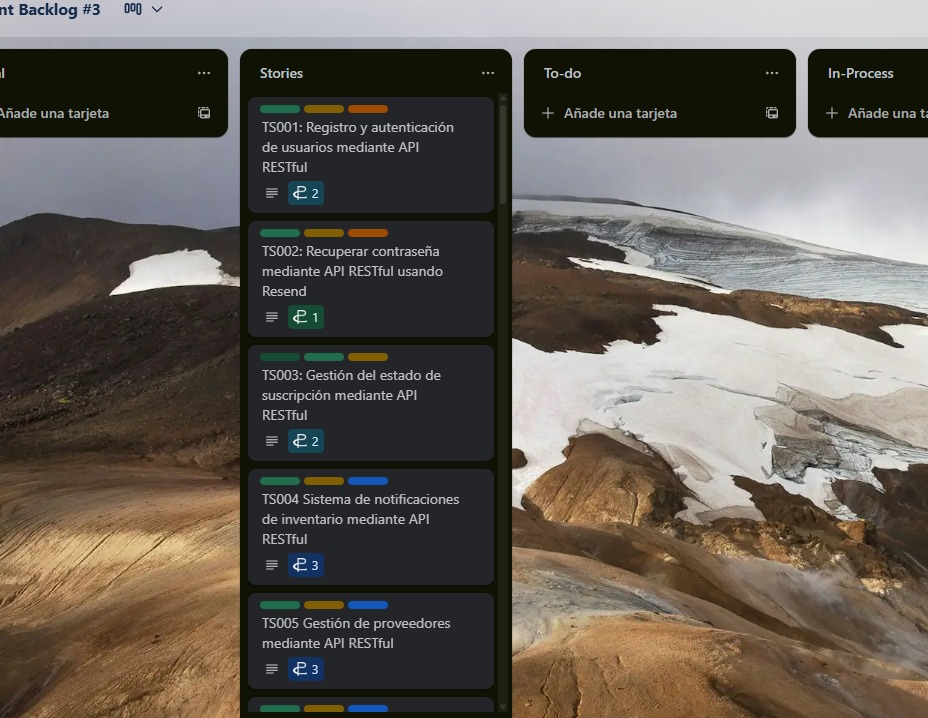 nt Backlog #3
l
Añade una tarjeta
Stories
TS001: Registro y autenticación
de usuarios mediante API
RESTful
2
TS002: Recuperar contraseña
mediante API RESTful usando
Resend
1
TS003: Gestión del estado de
suscripción mediante API
RESTful
2
TS004 Sistema de notificaciones
de inventario mediante API
RESTful
3
TS005 Gestión de proveedores
mediante API RESTful
3
To-do
Añade una tarjeta
In-Process
Añade una ta